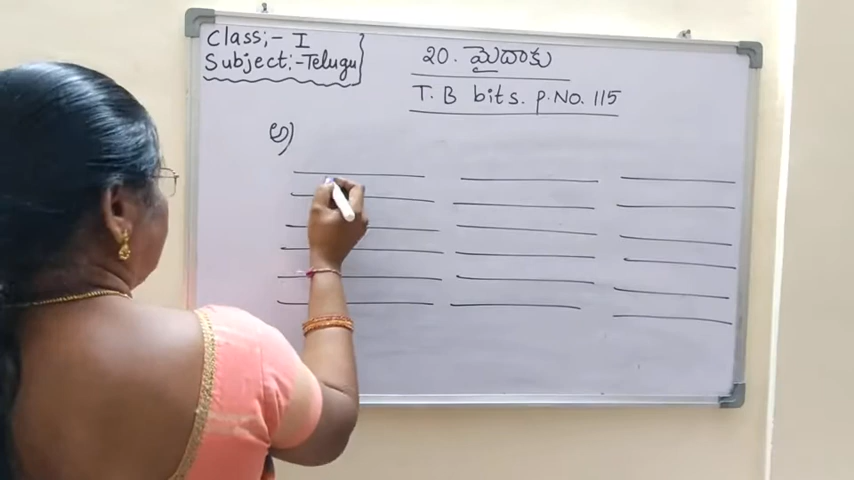 Class:- I
Subject:-Telugu
20. మైదాకు
T.B bits. P.NO. 115
అ)